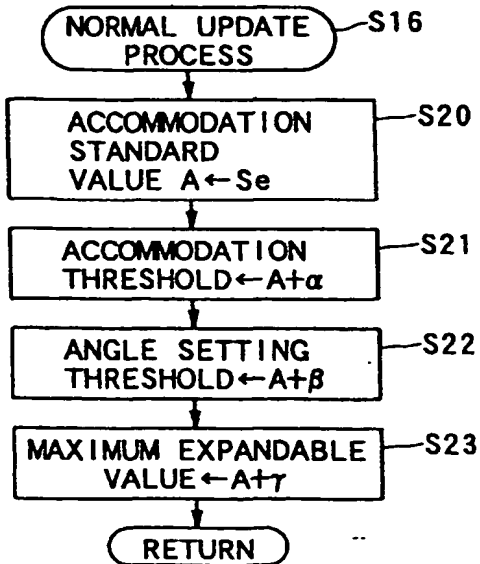 NORMAL UPDATE S16
PROCESS
ACCOMMODATION S20
STANDARD
VALUE A←Se
ACCOMMODATION S21
THRESHOLD←A+α
ANGLE SETTING S22
THRESHOLD←A+β
MAXIMUM EXPANDABLE S23
VALUE←A+γ
RETURN